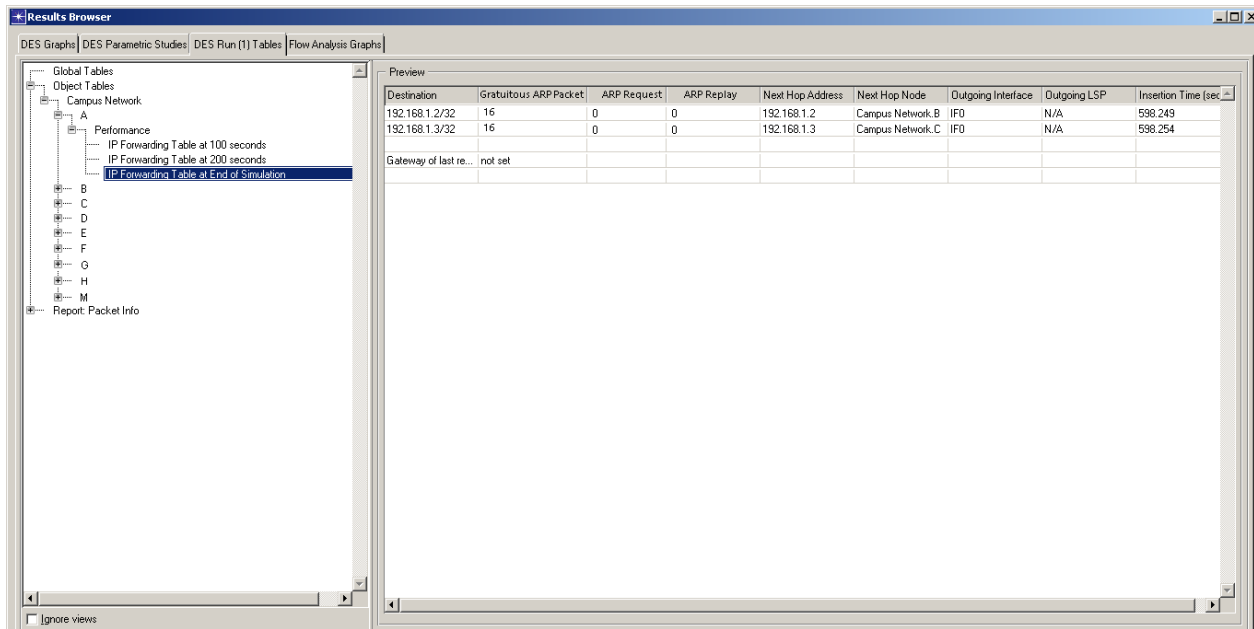 Results Browser
DES Graphs DES Parametric Studies DES Run (1) Tables Flow Analysis Graphs
Global Tables
Object Tables
Campus Network
A
Performance
IP Forwarding Table at 100 seconds
IP Forwarding Table at 200 seconds
IP Forwarding Table at End of Simulation
B
C
D
E
F
G
H
M
Report: Packet Info
Ignore views
Preview
Destination Gratuitous ARP Packet ARP Request ARP Replay Next Hop Address Next Hop Node Outgoing Interface Outgoing LSP Insertion Time (sec
192.168.1.2/32 16 0 0 192.168.1.2 Campus Network.B IF0 N/A 598.249
192.168.1.3/32 16 0 0 192.168.1.3 Campus Network.C IF0 N/A 598.254
Gateway of last re... not set